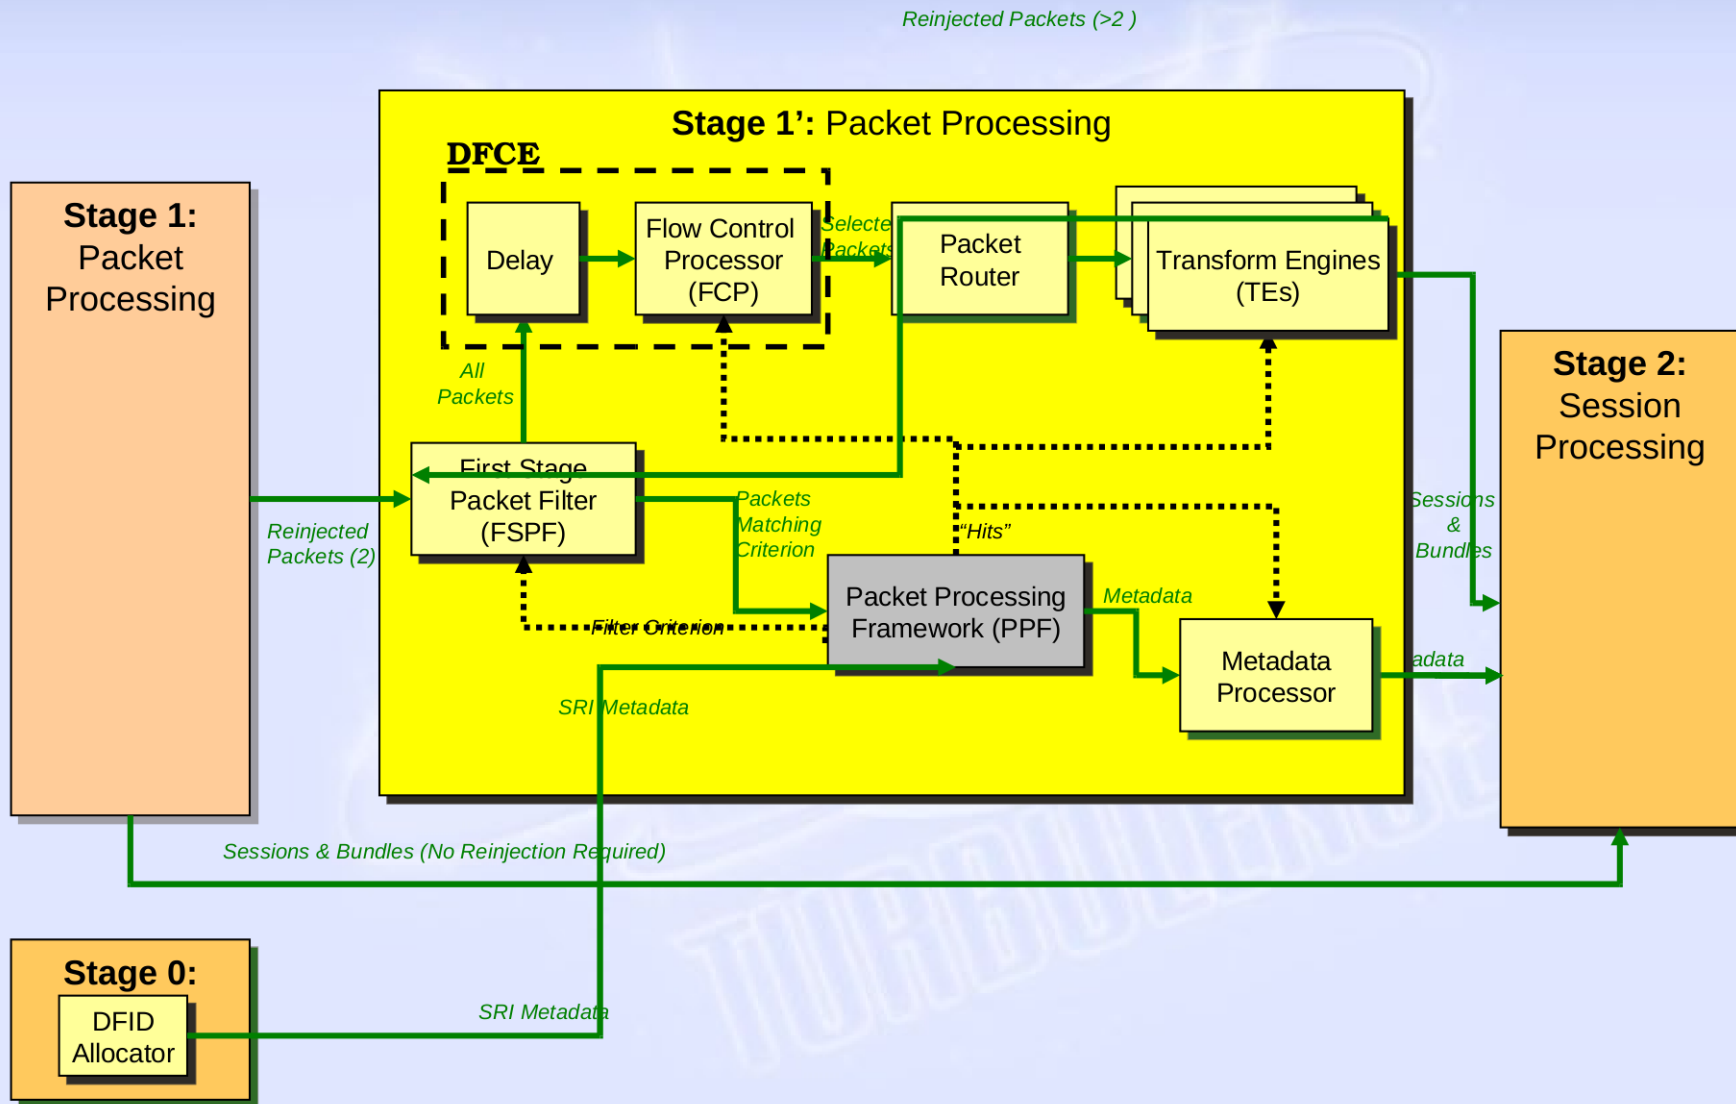 Reinjected Packets (>2 )
Stage 1’: Packet Processing
DFCE
Stage 1:
Packet
Processing
Delay
Flow Control
Processor
(FCP)
Selecte
Packets
Packet
Router
Transform Engines
(TEs)
All
Packets
Stage 2:
Session
Processing
First Stage
Packet Filter
(FSPF)
Reinjected
Packets (2)
Packets
Matching
Criterion
“Hits”
Sessions
&
Bundles
Packet Processing
Framework (PPF)
Metadata
Filter Criterion
Metadata
Processor
adata
SRI Metadata
Sessions & Bundles (No Reinjection Required)
TURBULENCE
Stage 0:
DFID
Allocator
SRI Metadata